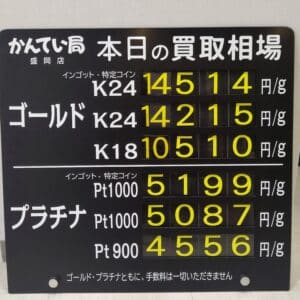 かんてい局 本日の買取相場
盛岡店
インゴット・特定コイン
K24 14514 円/g
ゴールド K24 14215 円/g
K18 10510 円/g
インゴット・特定コイン
Pt1000 5199 円/g
プラチナ Pt1000 5087 円/g
Pt900 4556 円/g
ゴールド・プラチナともに、手数料は一切いただきません